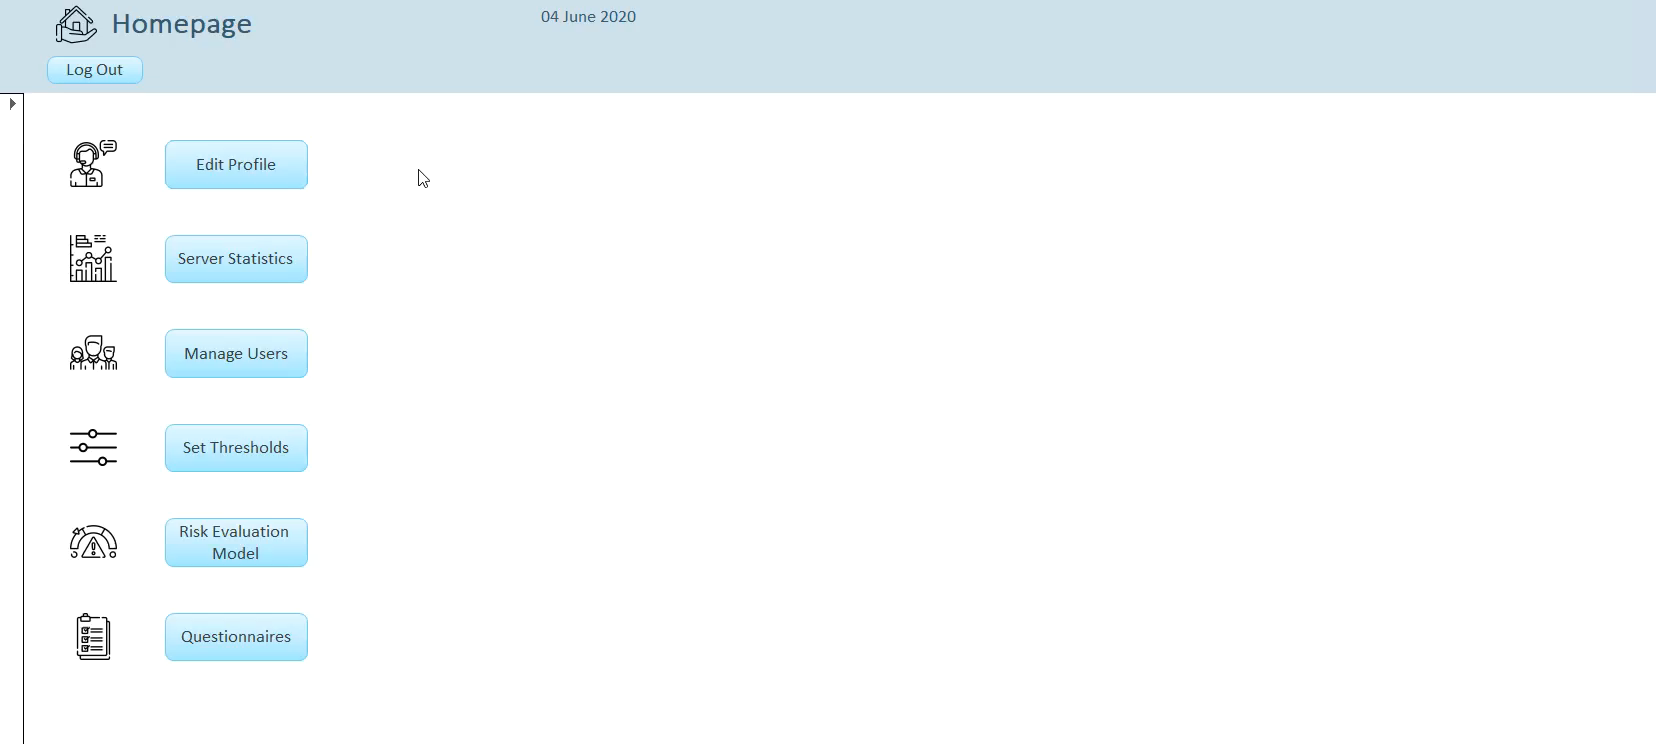 Homepage
04 June 2020
Log Out
Edit Profile
Server Statistics
Manage Users
Set Thresholds
Risk Evaluation
Model
Questionnaires